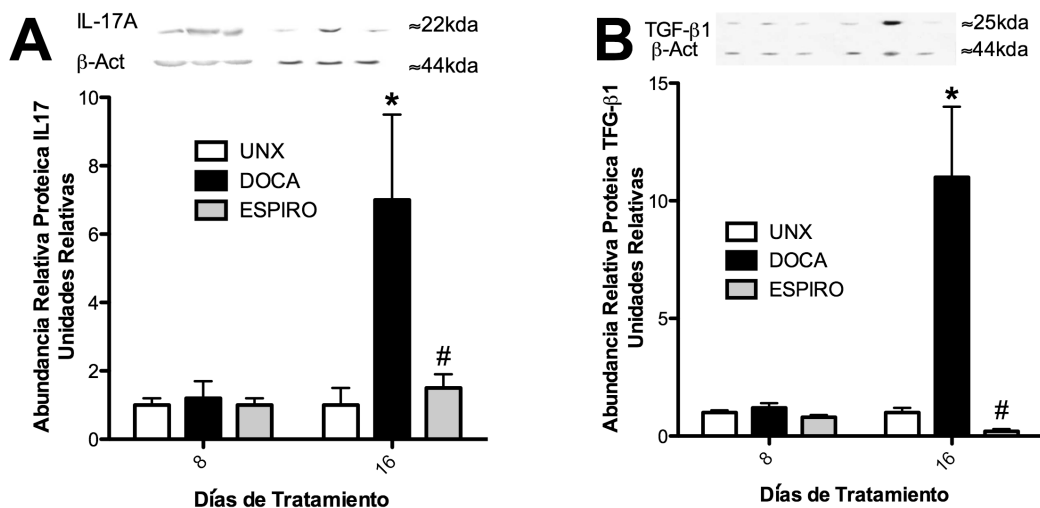 A
IL-17A ≈22kda
β-Act ≈44kda
Abundancia Relativa Proteica IL17
Unidades Relativas
10
8
6
4
2
0
UNX
DOCA
ESPIRO
*
#
8 16
Días de Tratamiento
B
TGF-β1 ≈25kda
β-Act ≈44kda
Abundancia Relativa Proteica TFG-β1
Unidades Relativas
15
10
5
0
UNX
DOCA
ESPIRO
*
#
8 16
Días de Tratamiento